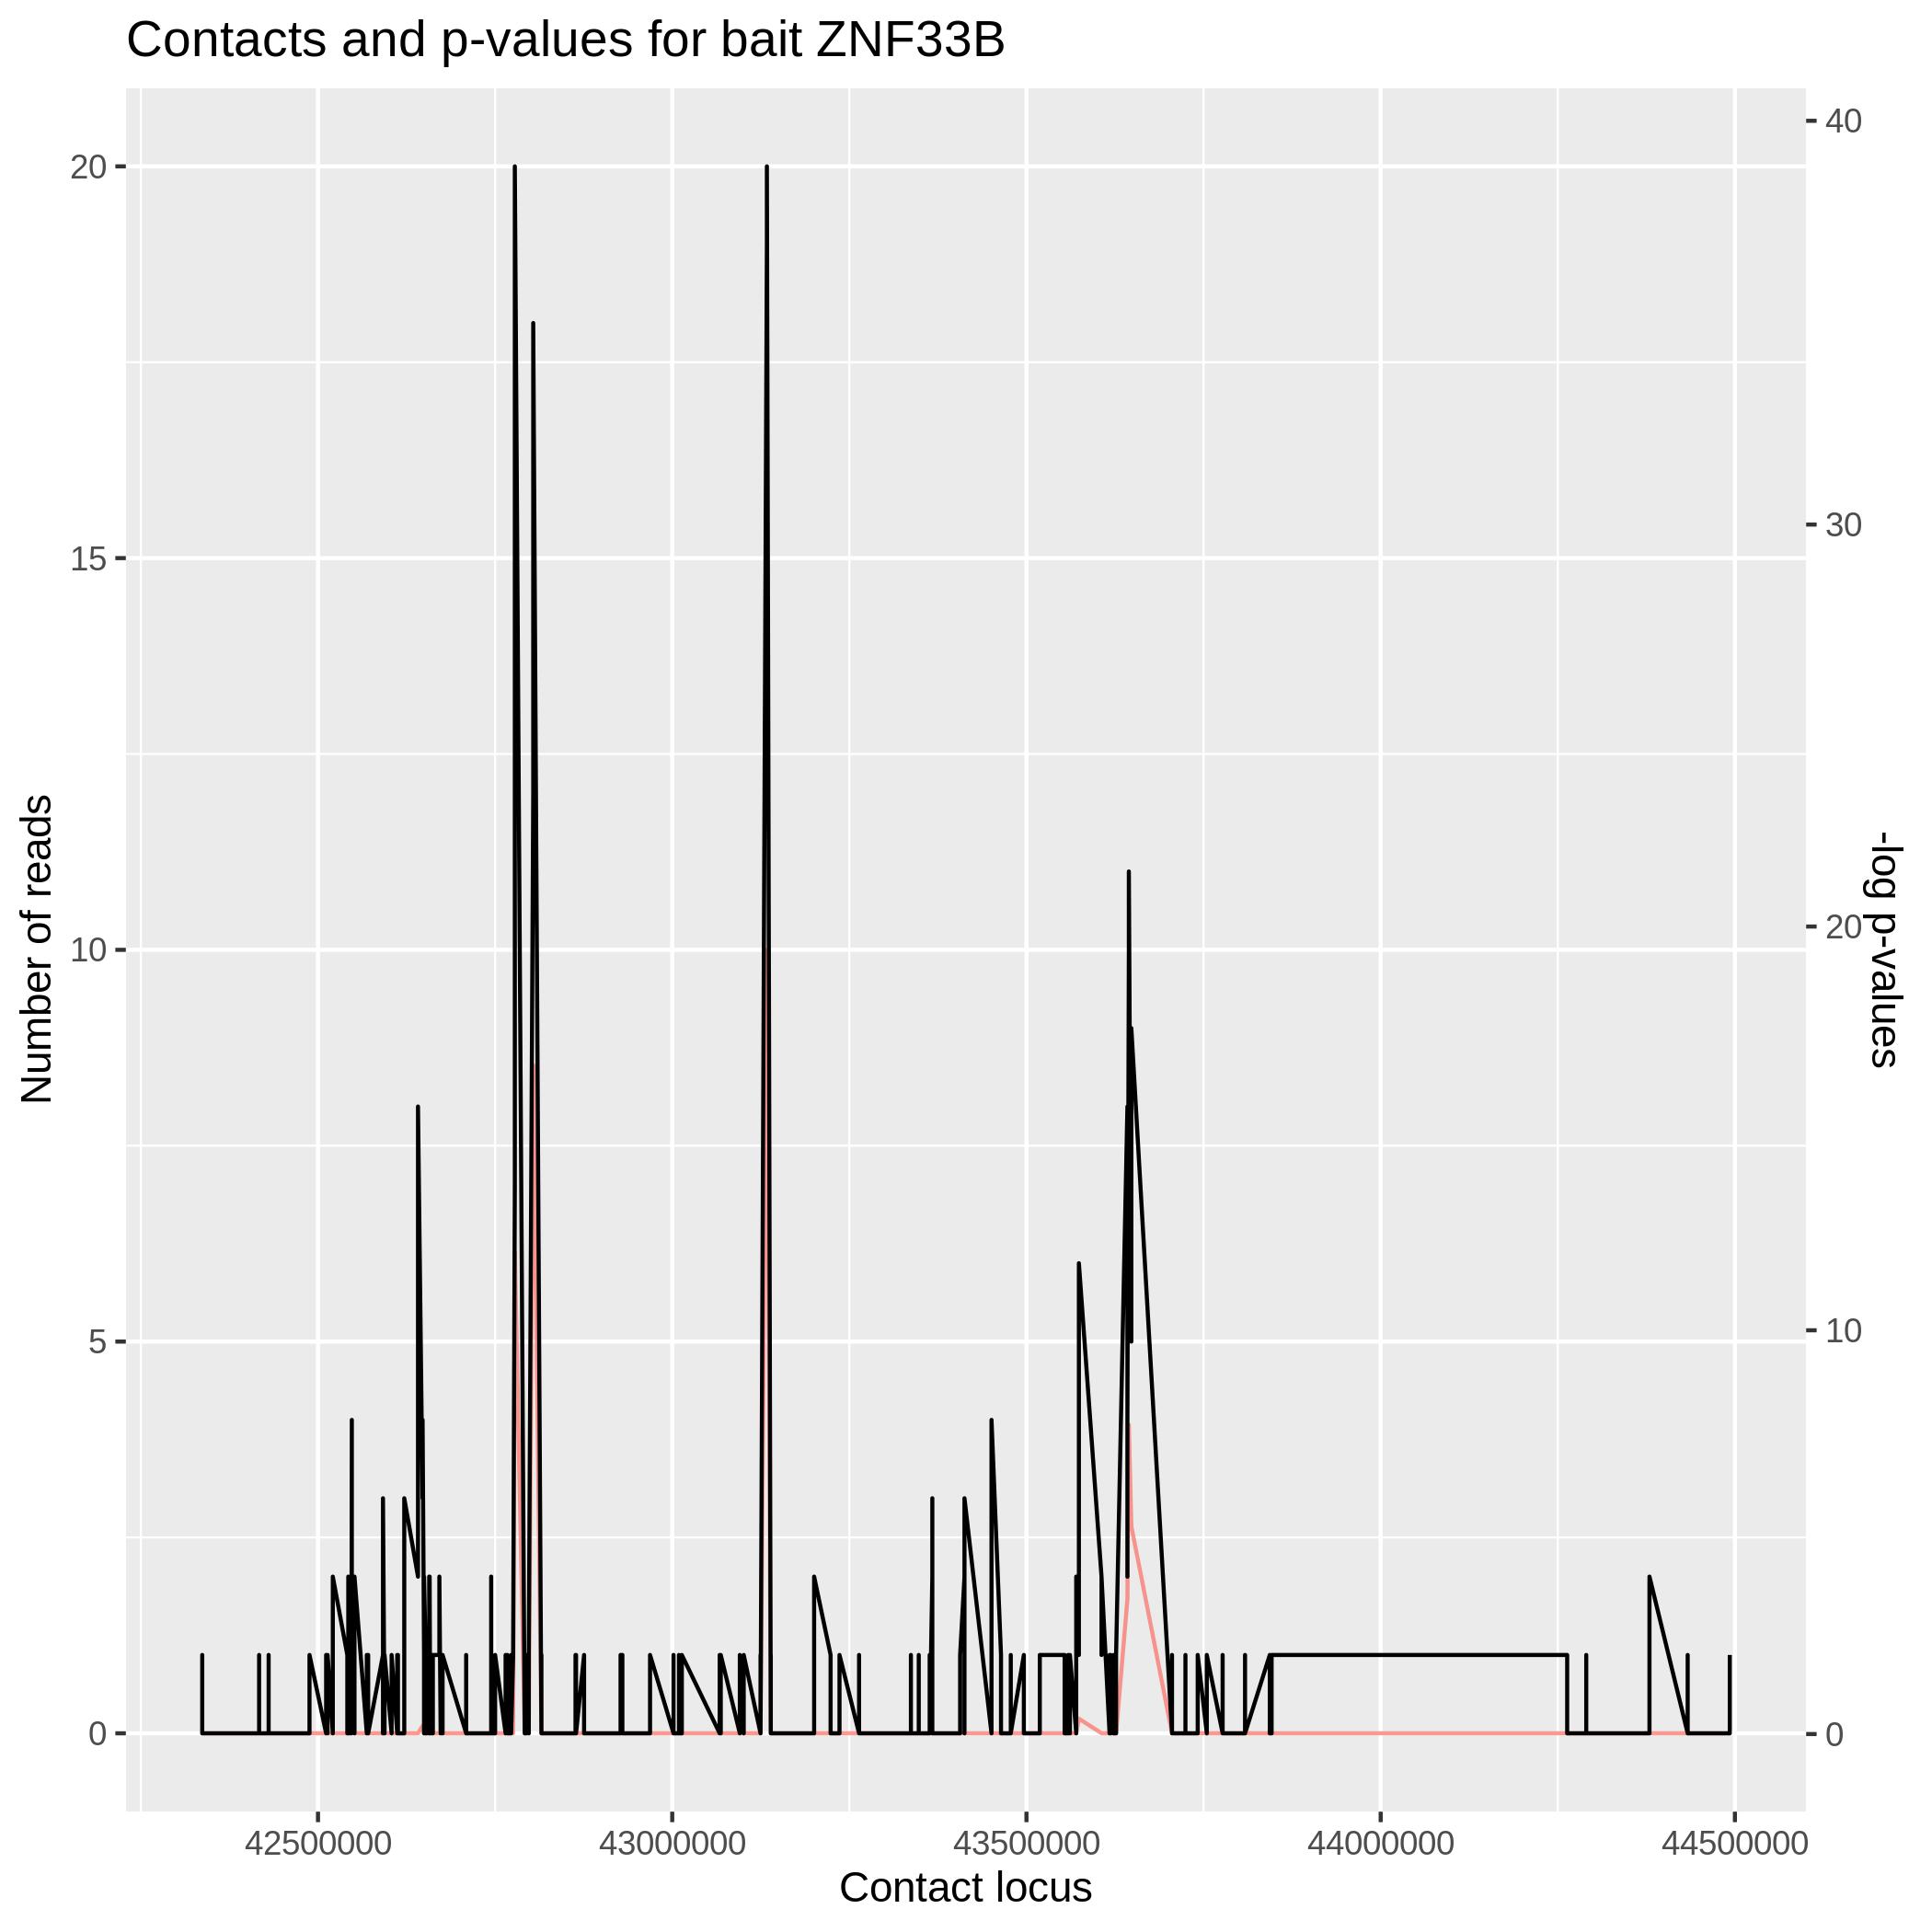 Contacts and p-values for bait ZNF33B
Number of reads
20
15
10
5
0
40
30
20
10
0
-log p-values
42500000 43000000 43500000 44000000 44500000
Contact locus